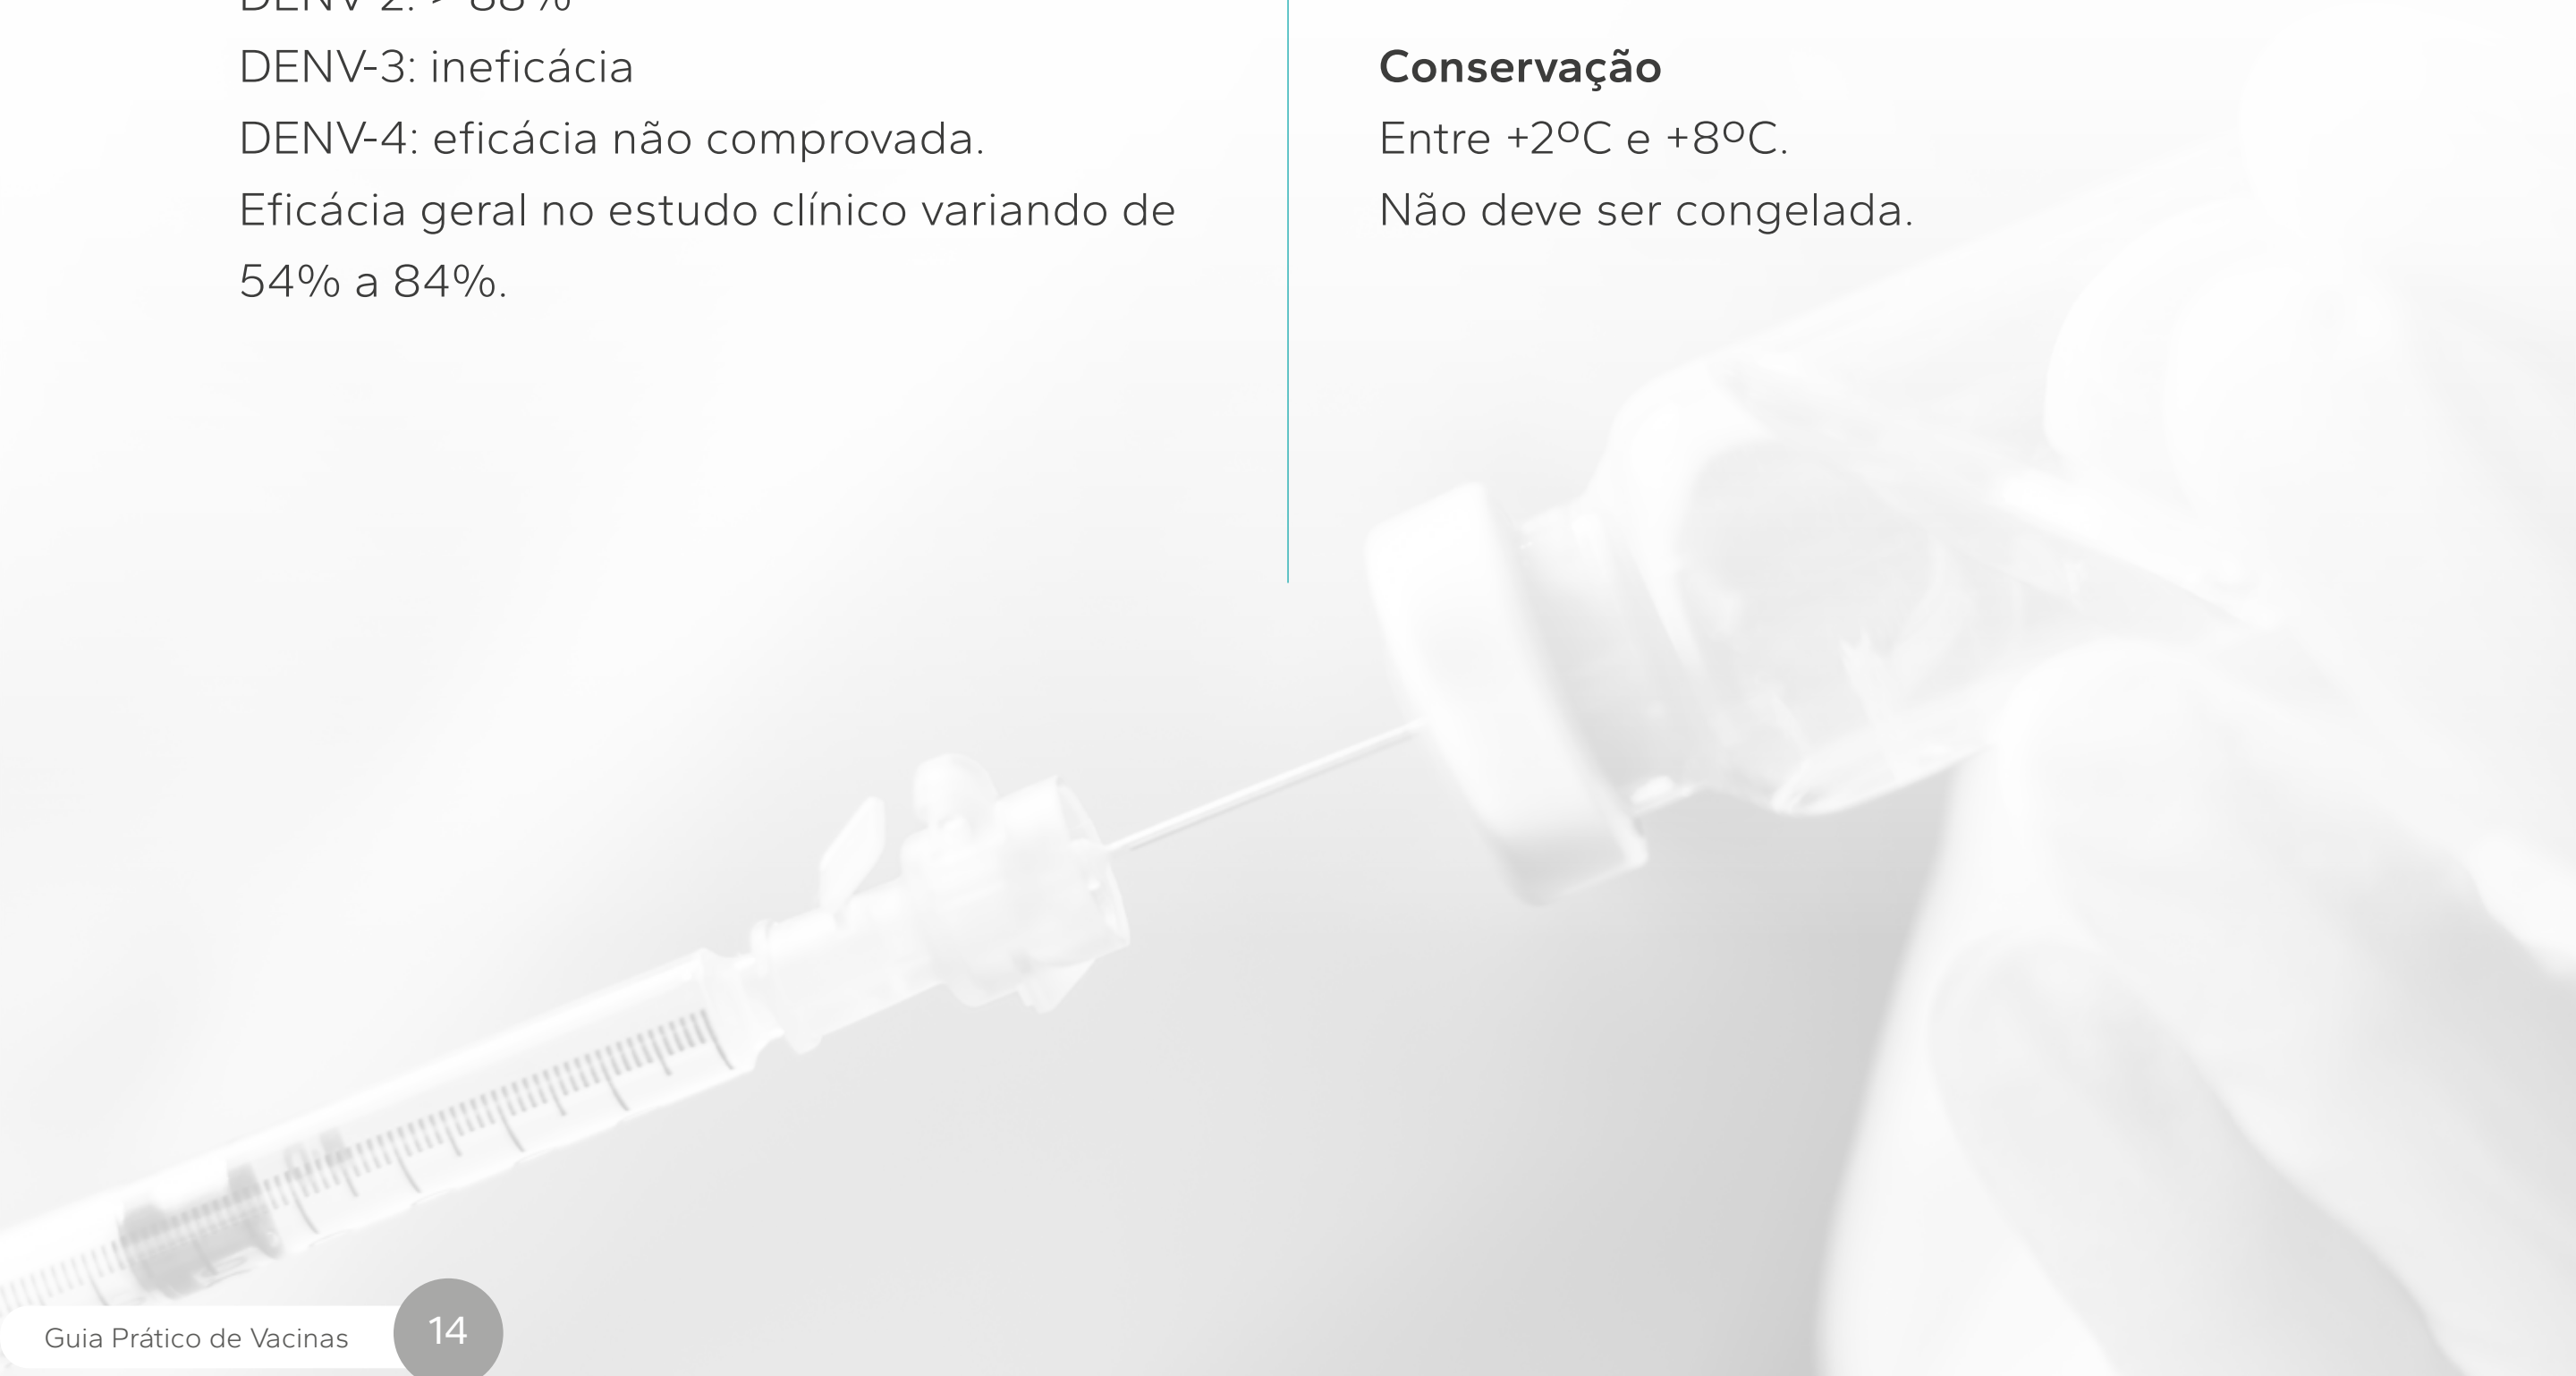 DENV-3: ineficácia
DENV-4: eficácia não comprovada.
Eficácia geral no estudo clínico variando de
54% a 84%.
Conservação
Entre +2ºC e +8ºC.
Não deve ser congelada.
Guia Prático de Vacinas
14